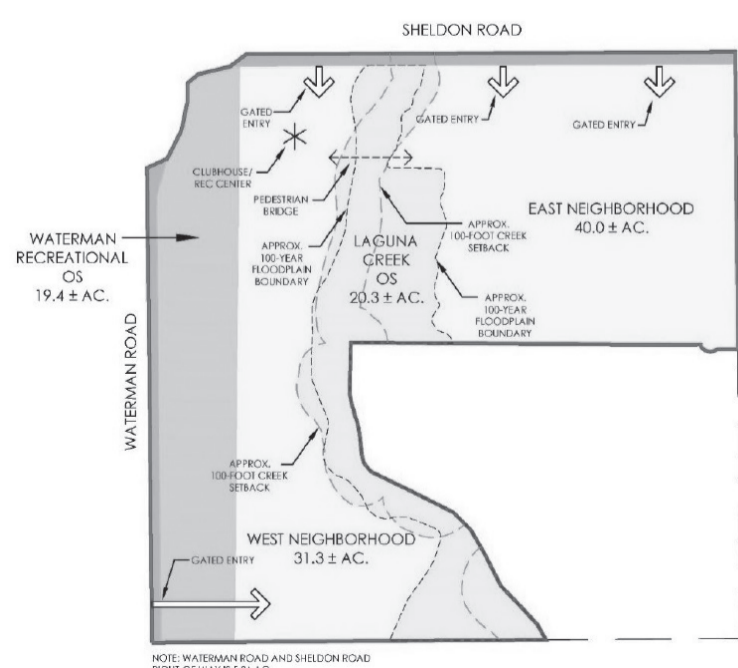 SHELDON ROAD
GATED
ENTRY
GATED ENTRY
GATED ENTRY
CLUBHOUSE/
REC CENTER
PEDESTRIAN
BRIDGE
EAST NEIGHBORHOOD
40.0 ± AC.
APPROX.
100-FOOT CREEK
SETBACK
WATERMAN
RECREATIONAL
OS
19.4 ± AC.
APPROX.
100-YEAR
FLOODPLAIN
BOUNDARY
LAGUNA
CREEK
OS
20.3 ± AC.
APPROX.
100-YEAR
FLOODPLAIN
BOUNDARY
WATERMAN ROAD
APPROX.
100-FOOT CREEK
SETBACK
WEST NEIGHBORHOOD
31.3 ± AC.
GATED ENTRY
NOTE: WATERMAN ROAD AND SHELDON ROAD